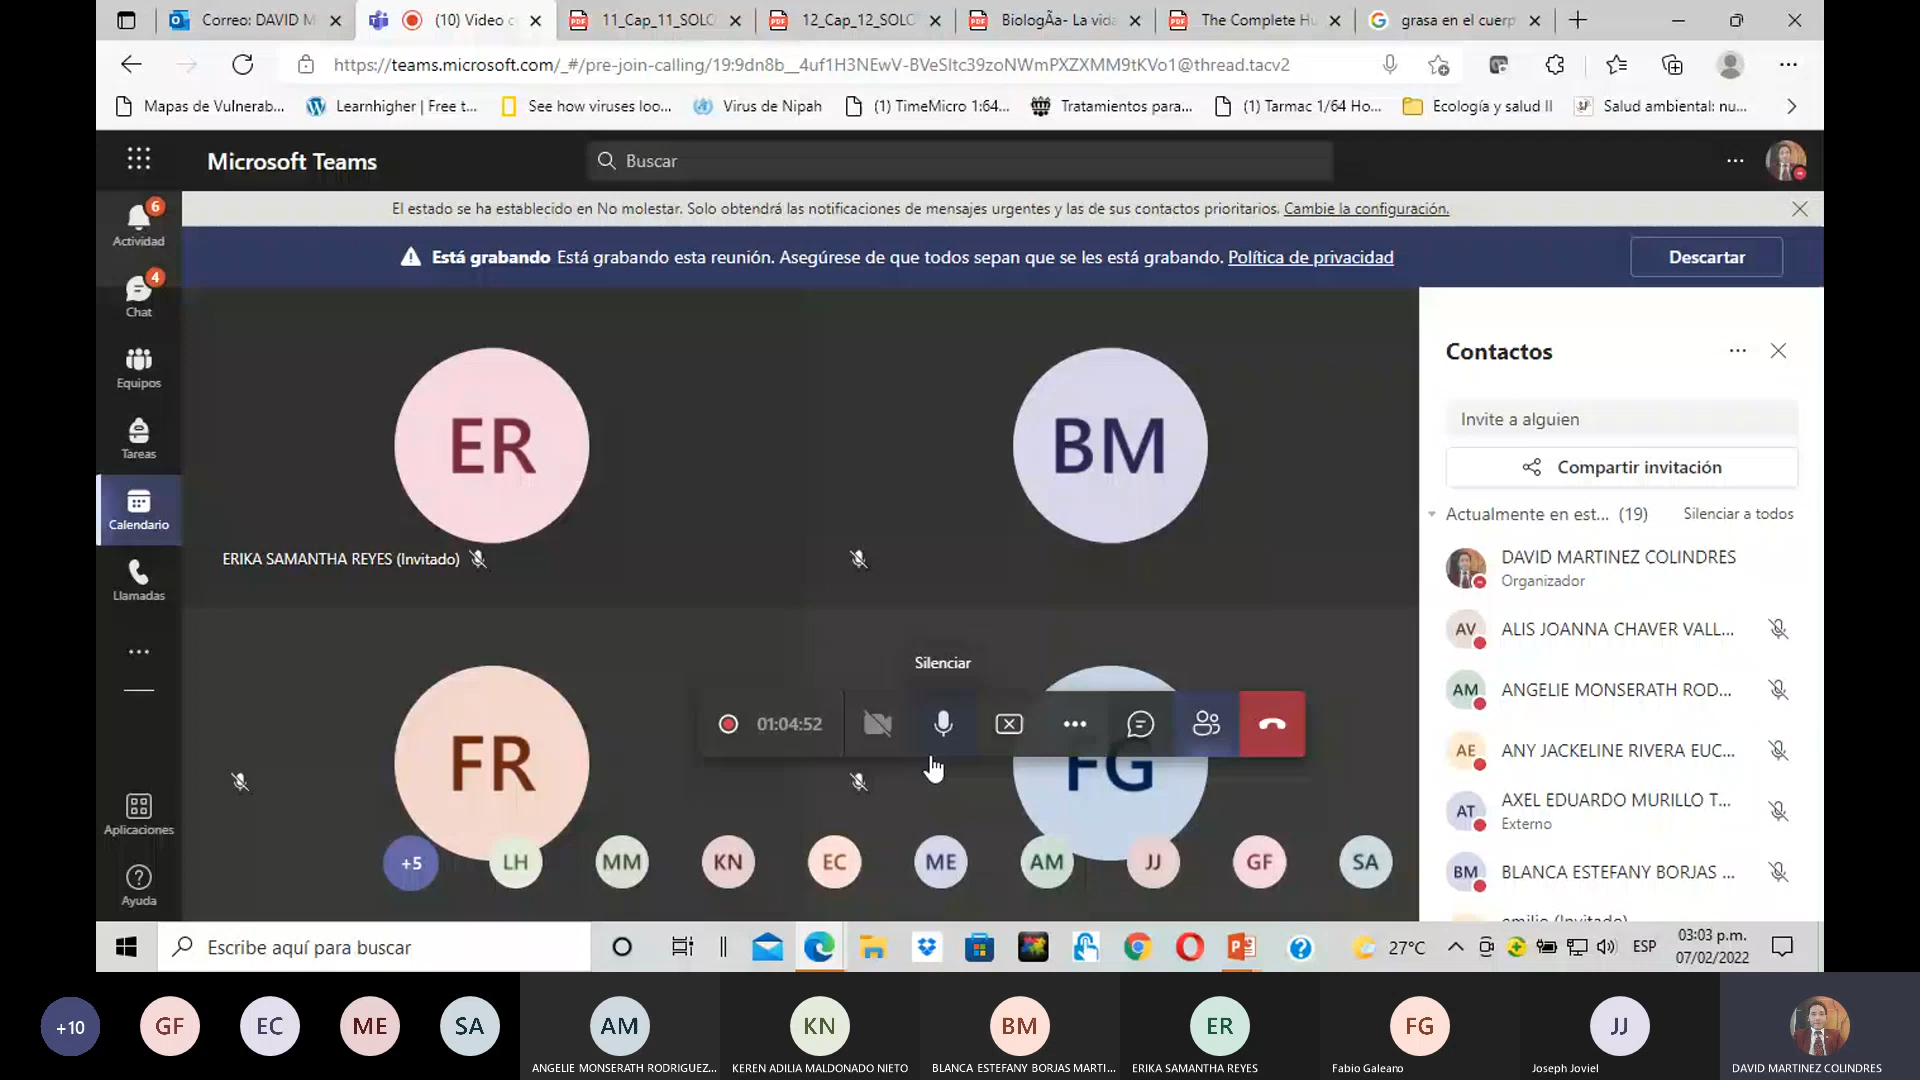 Correo: DAVID M
(10) Video c
11_Cap_11_SOLO
12_Cap_12_SOLO
BiologÃa- La vida
The Complete Hu
grasa en el cuerp
https://teams.microsoft.com/_#/pre-join-calling/19:9dn8b__4uf1H3NEwV-BVeSltc39zoNWmPXZXMM9tKVo1@thread.tacv2
Mapas de Vulnerab...
Learnhigher | Free t...
See how viruses loo...
Virus de Nipah
(1) TimeMicro 1:64...
Tratamientos para...
(1) Tarmac 1/64 Ho...
Ecología y salud II
Salud ambiental: nu...
Microsoft Teams
Buscar
6
Actividad
4
Chat
Equipos
Tareas
Calendario
Llamadas
Aplicaciones
Ayuda
El estado se ha establecido en No molestar. Solo obtendrá las notificaciones de mensajes urgentes y las de sus contactos prioritarios. Cambie la configuración.
Está grabando Está grabando esta reunión. Asegúrese de que todos sepan que se les está grabando. Política de privacidad
Descartar
ER
BM
ERIKA SAMANTHA REYES (Invitado)
FR
FG
Silenciar
01:04:52
+5
LH
MM
KN
EC
ME
AM
JJ
GF
SA
Contactos
Invite a alguien
Compartir invitación
Actualmente en est... (19)
Silenciar a todos
DAVID MARTINEZ COLINDRES
Organizador
AV
ALIS JOANNA CHAVER VALL...
AM
ANGELIE MONSERATH ROD...
AE
ANY JACKELINE RIVERA EUC...
AT
AXEL EDUARDO MURILLO T...
Externo
BM
BLANCA ESTEFANY BORJAS ...
emilio (Invitado)
Escribe aquí para buscar
27°C
ESP
03:03 p.m.
07/02/2022
+10
GF
EC
ME
SA
AM
KN
BM
ER
FG
JJ
ANGELIE MONSERATH RODRIGUEZ...
KEREN ADILIA MALDONADO NIETO
BLANCA ESTEFANY BORJAS MARTI...
ERIKA SAMANTHA REYES
Fabio Galeano
Joseph Joviel
DAVID MARTINEZ COLINDRES